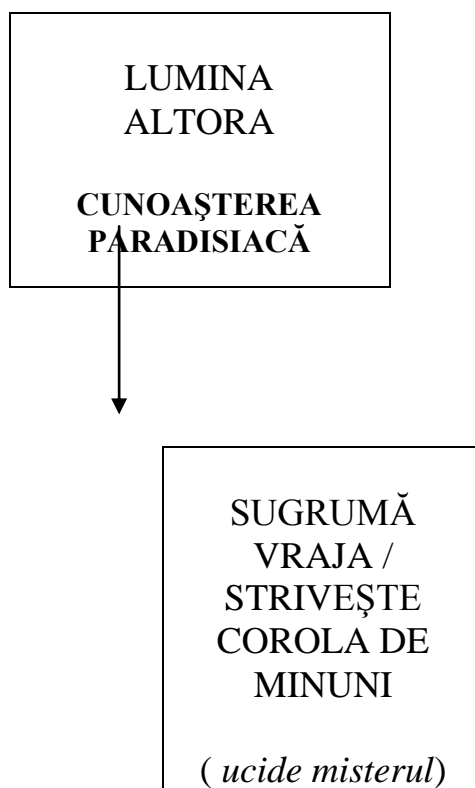 LUMINA
ALTORA
CUNOAŞTEREA
PARADISIACĂ
SUGRUMĂ
VRAJA /
STRIVEŞTE
COROLA DE
MINUNI
( ucide misterul)